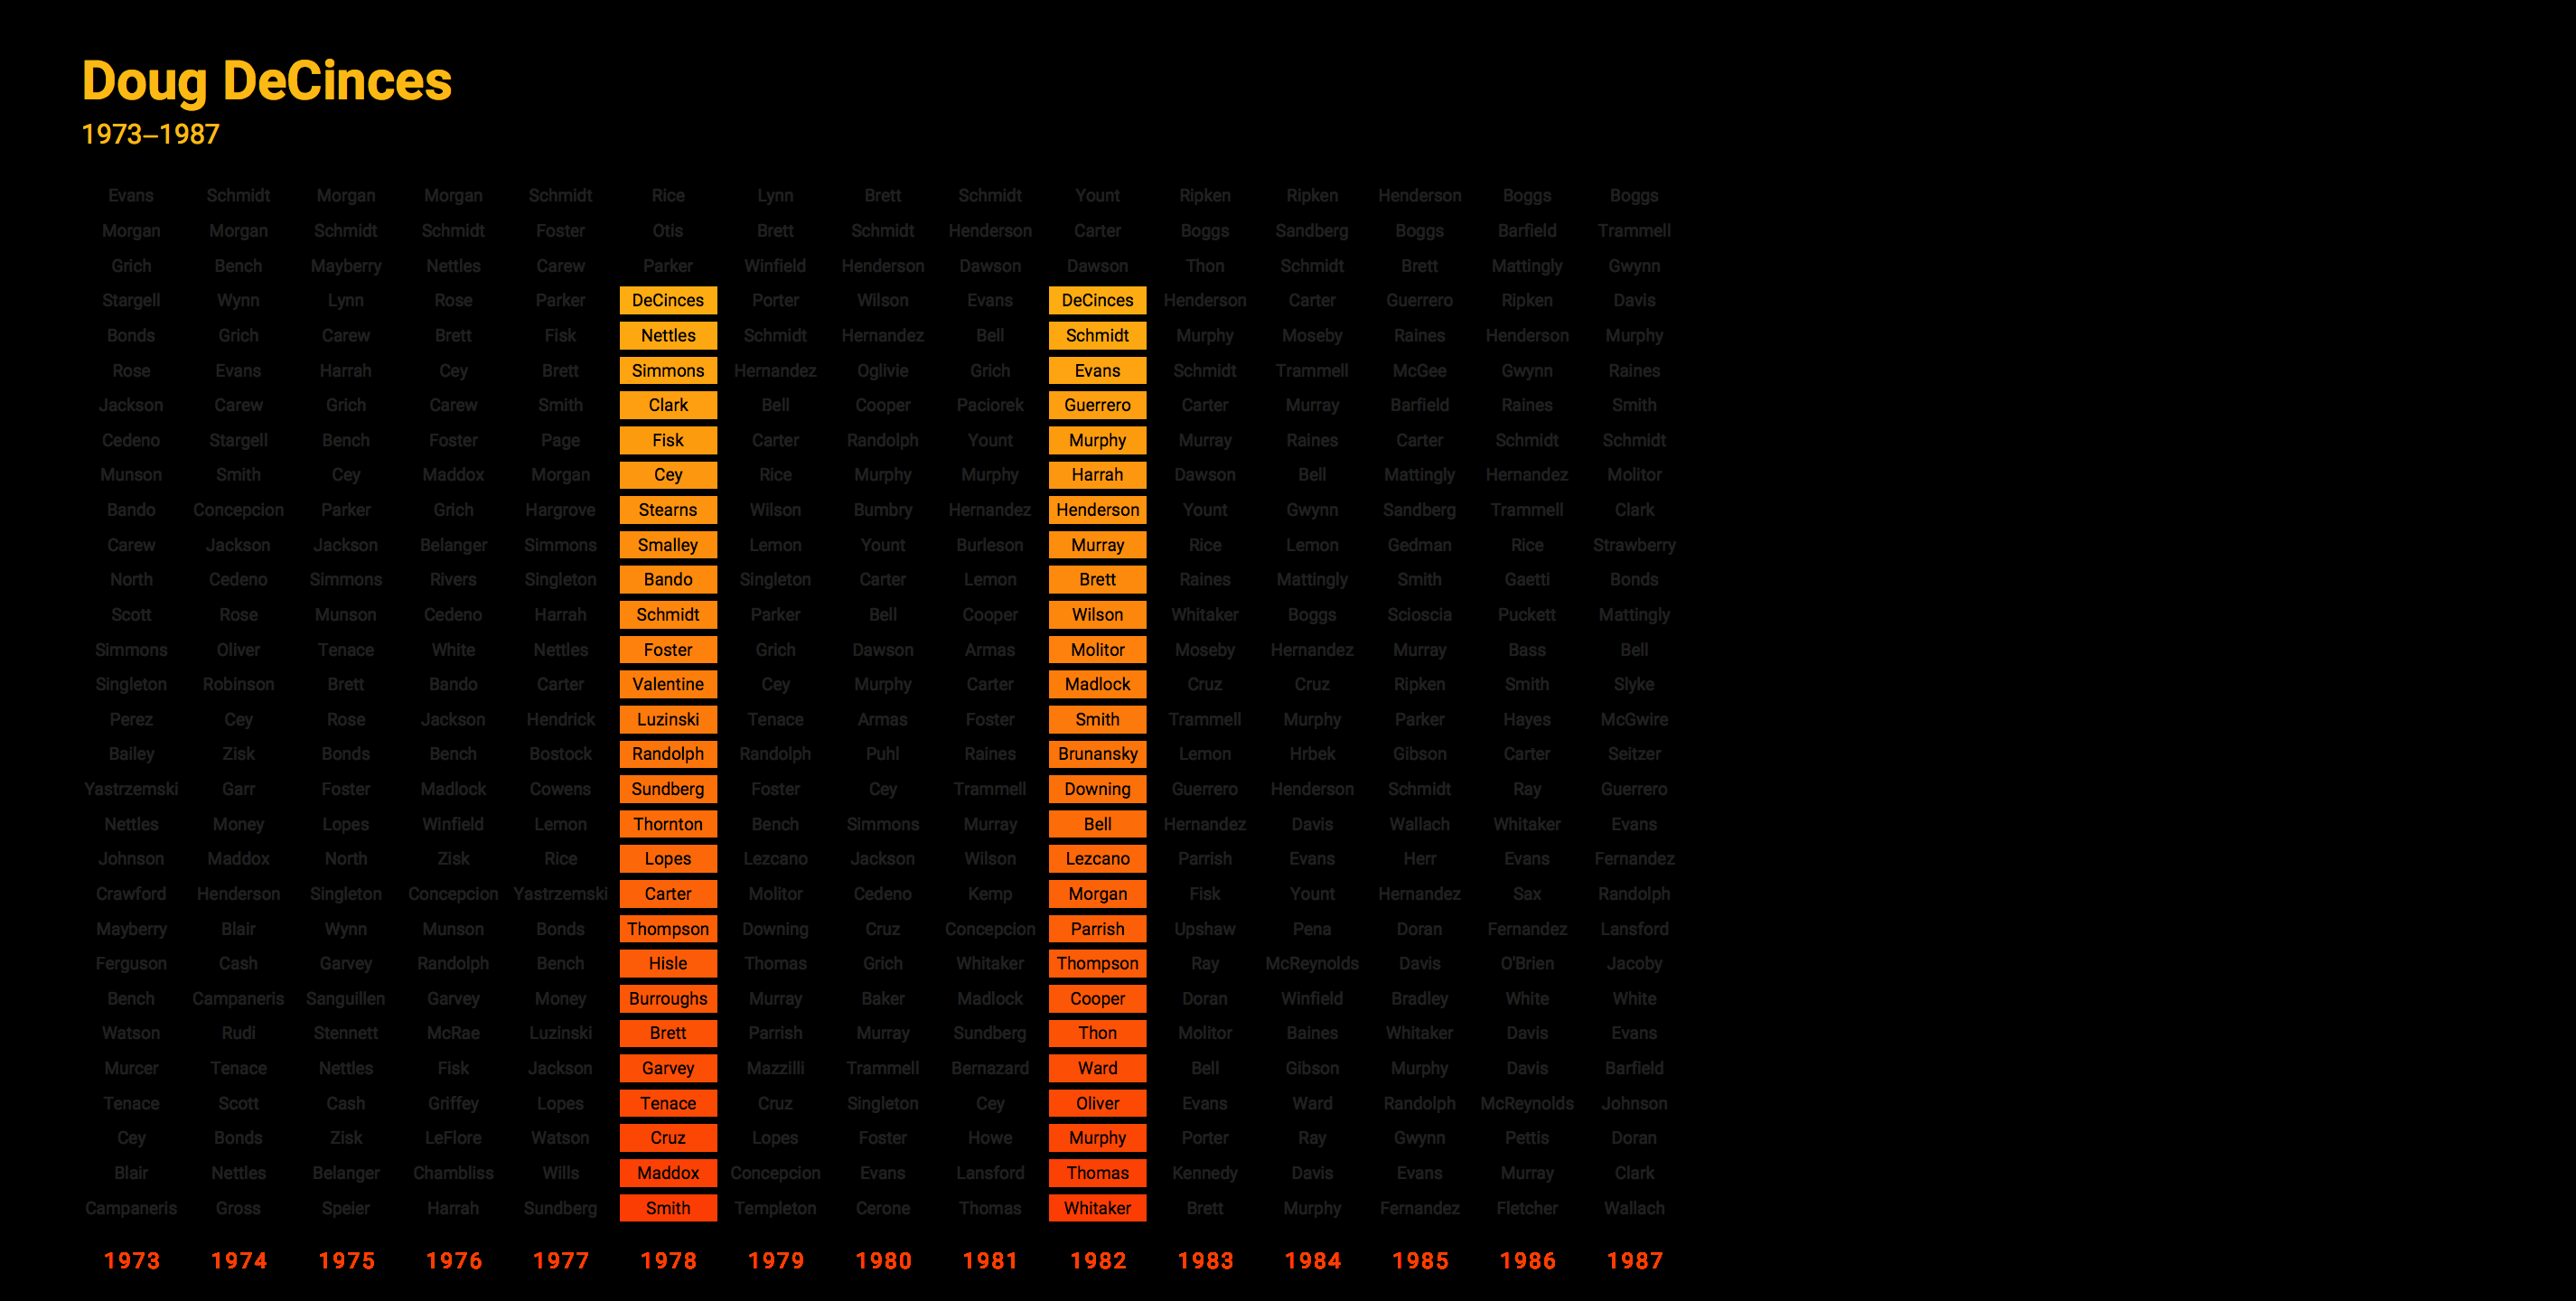 Doug DeCinces
1973–1987
Evans Schmidt Morgan Morgan Schmidt Rice Lynn Brett Schmidt Yount Ripken Ripken Henderson Boggs Boggs
Morgan Morgan Schmidt Schmidt Foster Otis Brett Schmidt Henderson Carter Boggs Sandberg Boggs Barfield Trammell
Grich Bench Mayberry Nettles Carew Parker Winfield Henderson Dawson Dawson Thon Schmidt Brett Mattingly Gwynn
Stargell Wynn Lynn Rose Parker DeCinces Porter Wilson Evans DeCinces Henderson Carter Guerrero Ripken Davis
Bonds Grich Carew Brett Fisk Nettles Schmidt Hernandez Bell Schmidt Murphy Moseby Raines Henderson Murphy
Rose Evans Harrah Cey Brett Simmons Hernandez Oglivie Grich Evans Schmidt Trammell McGee Gwynn Raines
Jackson Carew Grich Carew Smith Clark Bell Cooper Paciorek Guerrero Carter Murray Barfield Raines Smith
Cedeno Stargell Bench Foster Page Fisk Carter Randolph Yount Murphy Murray Raines Carter Schmidt Schmidt
Munson Smith Cey Maddox Morgan Cey Rice Murphy Murphy Harrah Dawson Bell Mattingly Hernandez Molitor
Bando Concepcion Parker Grich Hargrove Stearns Wilson Bumbry Hernandez Henderson Yount Gwynn Sandberg Trammell Clark
Carew Jackson Jackson Belanger Simmons Smalley Lemon Yount Burleson Murray Rice Lemon Gedman Rice Strawberry
North Cedeno Simmons Rivers Singleton Bando Singleton Carter Lemon Brett Raines Mattingly Smith Gaetti Bonds
Scott Rose Munson Cedeno Harrah Schmidt Parker Bell Cooper Wilson Whitaker Boggs Scioscia Puckett Mattingly
Simmons Oliver Tenace White Nettles Foster Grich Dawson Armas Molitor Moseby Hernandez Murray Bass Bell
Singleton Robinson Brett Bando Carter Valentine Cey Murphy Carter Madlock Cruz Cruz Ripken Smith Slyke
Perez Cey Rose Jackson Hendrick Luzinski Tenace Armas Foster Smith Trammell Murphy Parker Hayes McGwire
Bailey Zisk Bonds Bench Bostock Randolph Randolph Puhl Raines Brunansky Lemon Hrbek Gibson Carter Seitzer
Yastrzemski Garr Foster Madlock Cowens Sundberg Foster Cey Trammell Downing Guerrero Henderson Schmidt Ray Guerrero
Nettles Money Lopes Winfield Lemon Thornton Bench Simmons Murray Bell Hernandez Davis Wallach Whitaker Evans
Johnson Maddox North Zisk Rice Lopes Lezcano Jackson Wilson Lezcano Parrish Evans Herr Evans Fernandez
Crawford Henderson Singleton Concepcion Yastrzemski Carter Molitor Cedeno Kemp Morgan Fisk Yount Hernandez Sax Randolph
Mayberry Blair Wynn Munson Bonds Thompson Downing Cruz Concepcion Parrish Upshaw Pena Doran Fernandez Lansford
Ferguson Cash Garvey Randolph Bench Hisle Thomas Grich Whitaker Thompson Ray McReynolds Davis O'Brien Jacoby
Bench Campaneris Sanguillen Garvey Money Burroughs Murray Baker Madlock Cooper Doran Winfield Bradley White White
Watson Rudi Stennett McRae Luzinski Brett Parrish Murray Sundberg Thon Molitor Baines Whitaker Davis Evans
Murcer Tenace Nettles Fisk Jackson Garvey Mazzilli Trammell Bernazard Ward Bell Gibson Murphy Davis Barfield
Tenace Scott Cash Griffey Lopes Tenace Cruz Singleton Cey Oliver Evans Ward Randolph McReynolds Johnson
Cey Bonds Zisk LeFlore Watson Cruz Lopes Foster Howe Murphy Porter Ray Gwynn Pettis Doran
Blair Nettles Belanger Chambliss Wills Maddox Concepcion Evans Lansford Thomas Kennedy Davis Evans Murray Clark
Campaneris Gross Speier Harrah Sundberg Smith Templeton Cerone Thomas Whitaker Brett Murphy Fernandez Fletcher Wallach
1973 1974 1975 1976 1977 1978 1979 1980 1981 1982 1983 1984 1985 1986 1987